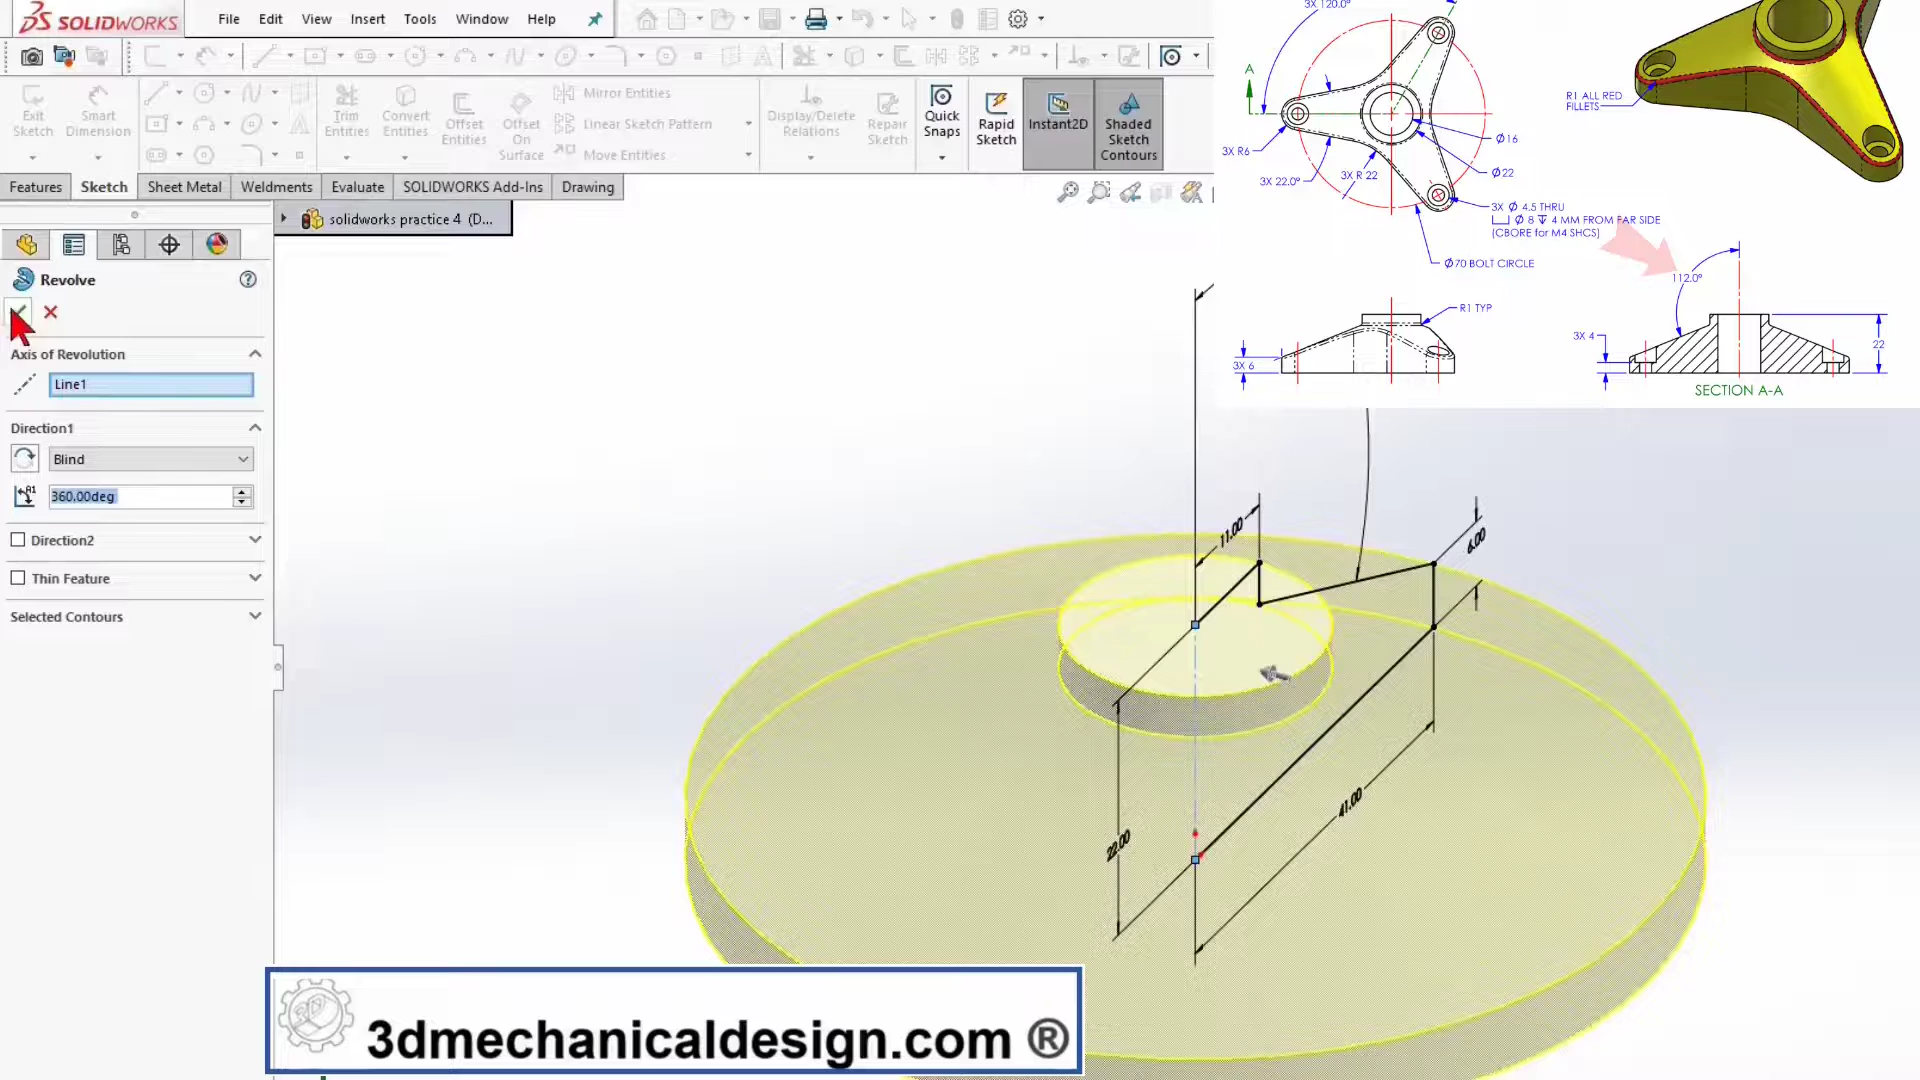 SOLIDWORKS
File Edit View Insert Tools Window Help
Exit Sketch
Smart Dimension
Trim Entities
Convert Entities
Offset Entities
Offset On Surface
Mirror Entities
Linear Sketch Pattern
Move Entities
Display/Delete Relations
Repair Sketch
Quick Snaps
Rapid Sketch
Instant2D
Shaded Sketch Contours
Features Sketch Sheet Metal Weldments Evaluate SOLIDWORKS Add-Ins Drawing
solidworks practice 4 (D...
Revolve
Axis of Revolution
Line1
Direction1
Blind
360.00deg
Direction2
Thin Feature
Selected Contours
3X 120.0°
A
3X R6
3X 22.0°
3X R 22
Ø16
Ø22
3X Ø 4.5 THRU
⌴ Ø 8 ↧ 4 MM FROM FAR SIDE
(CBORE for M4 SHCS)
Ø70 BOLT CIRCLE
R1 ALL RED
FILLETS
R1 TYP
3X 6
112.0°
3X 4
22
SECTION A-A
11.00
6.00
41.00
22.00
3dmechanicaldesign.com ®